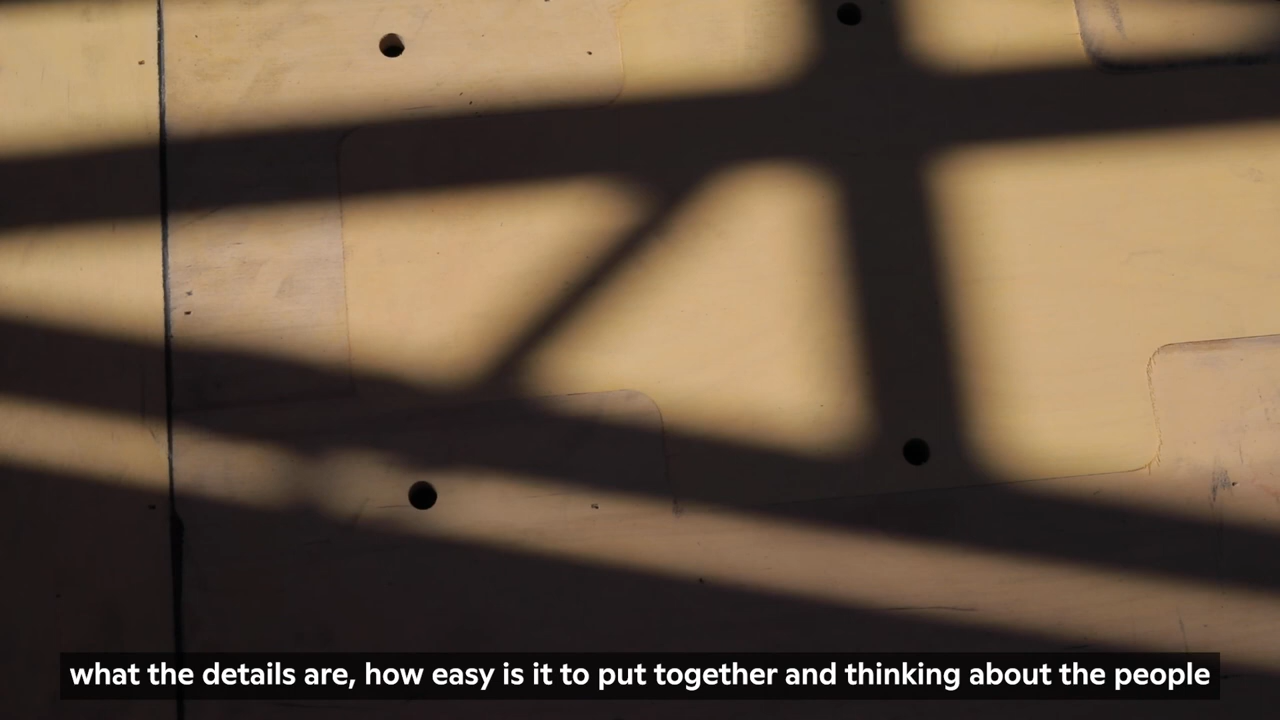 what the details are, how easy is it to put together and thinking about the people